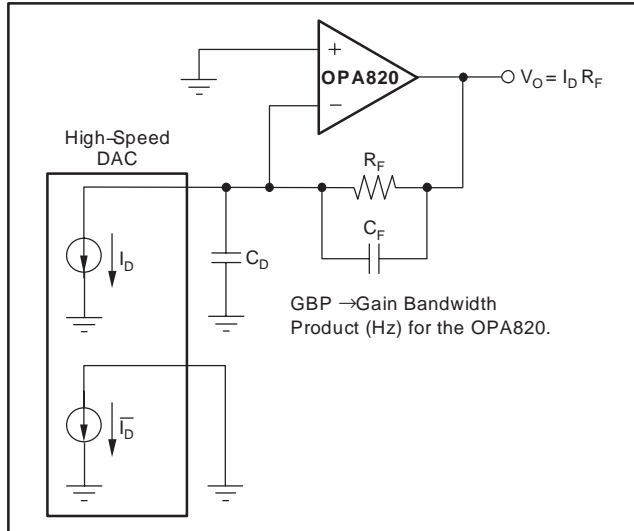 +
OPA820
−
V_O = I_D R_F
High–Speed
DAC
R_F
C_F
I_D
C_D
GBP →Gain Bandwidth
Product (Hz) for the OPA820.
I̅_D